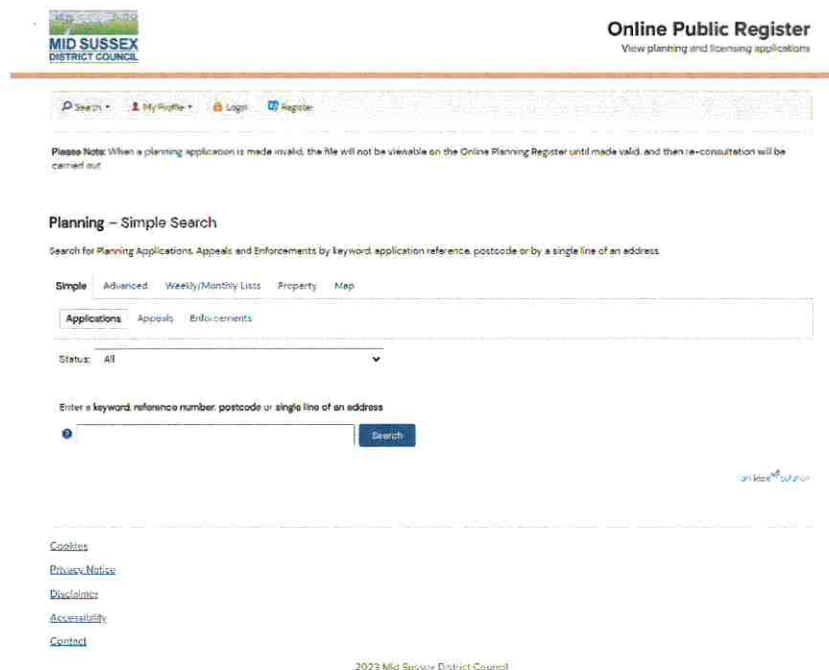 MID SUSSEX
DISTRICT COUNCIL
Online Public Register
View planning and licensing applications
Search
My Profile
Login
Register
Please Note: When a planning application is made invalid, the file will not be viewable on the Online Planning Register until made valid, and then re-consultation will be
carried out
Planning – Simple Search
Search for Planning Applications, Appeals and Enforcements by keyword, application reference, postcode or by a single line of an address
Simple Advanced Weekly/Monthly Lists Property Map
Applications Appeals Enforcements
Status: All
Enter a keyword, reference number, postcode or single line of an address
Search
an idox solution
Cookies
Privacy Notice
Disclaimer
Accessibility
Contact
2023 Mid Sussex District Council